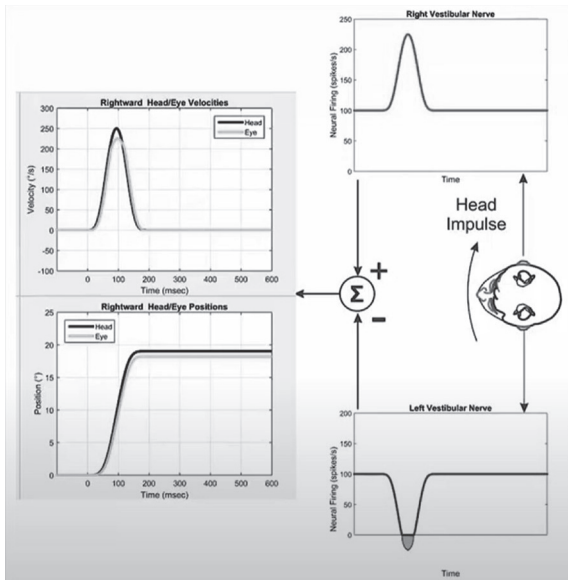 Right Vestibular Nerve
250
200
150
100
50
0
Neural Firing (spikes/s)
Time
Rightward Head/Eye Velocities
300
250
200
150
100
50
0
-50
-100
Velocity (°/s)
Head
Eye
0 100 200 300 400 500 600
Time (msec)
Head
Impulse
+
Σ
−
Rightward Head/Eye Positions
25
20
15
10
5
0
Position (°)
Head
Eye
0 100 200 300 400 500 600
Time (msec)
Left Vestibular Nerve
200
150
100
50
0
Neural Firing (spikes/s)
Time